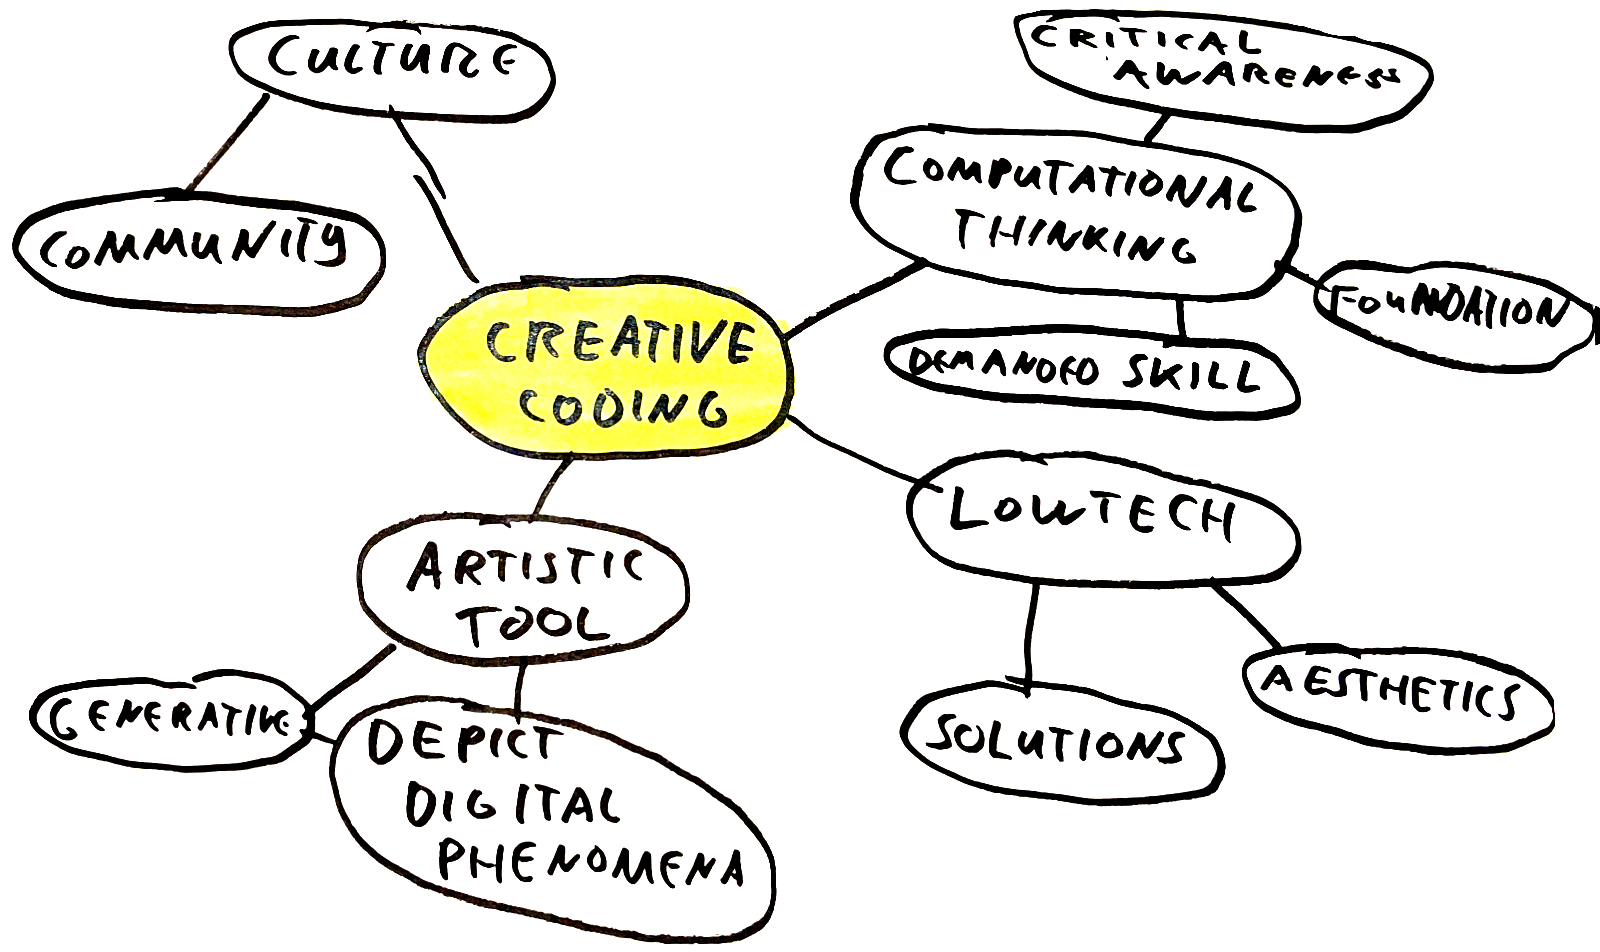 CULTURE
COMMUNITY
CRITICAL
AWARENESS
COMPUTATIONAL
THINKING
FOUNDATION
DEMANDED SKILL
CREATIVE
CODING
LOWTECH
SOLUTIONS
AESTHETICS
ARTISTIC
TOOL
GENERATIVE
DEPICT
DIGITAL
PHENOMENA